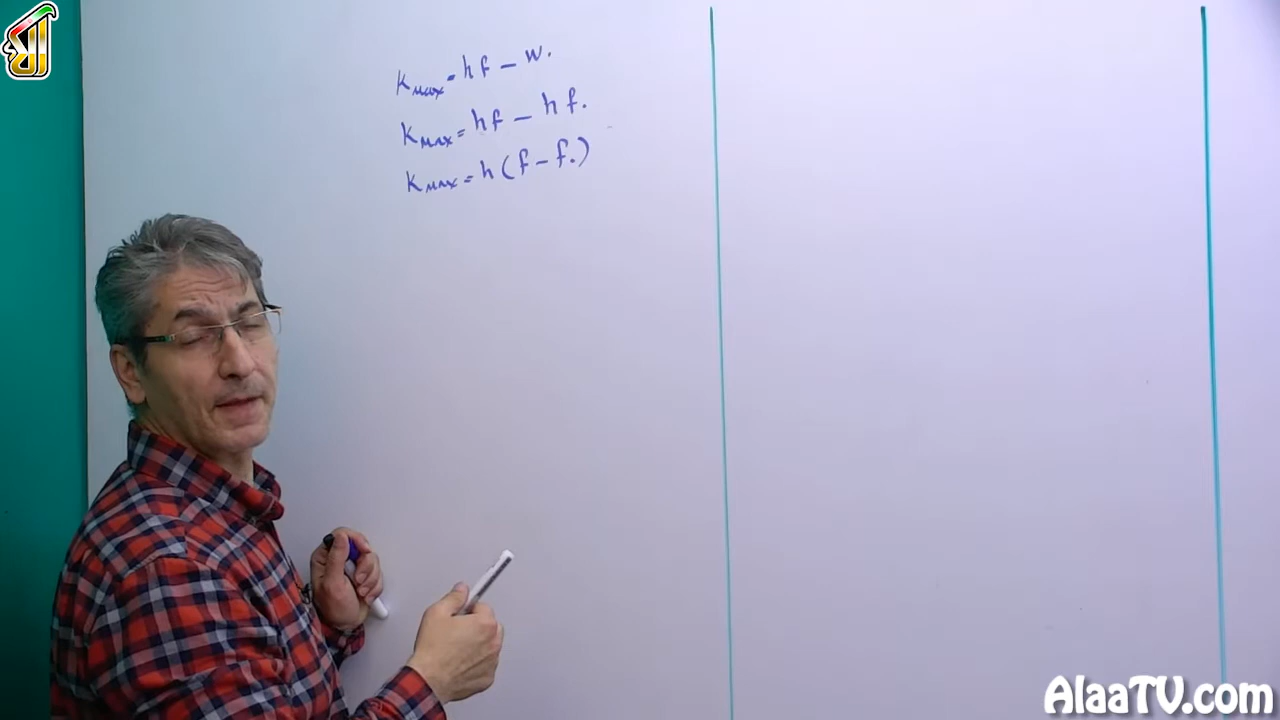 Kmax = hf - W.
Kmax = hf - hf.
Kmax = h(f - f.)
AlaaTV.com